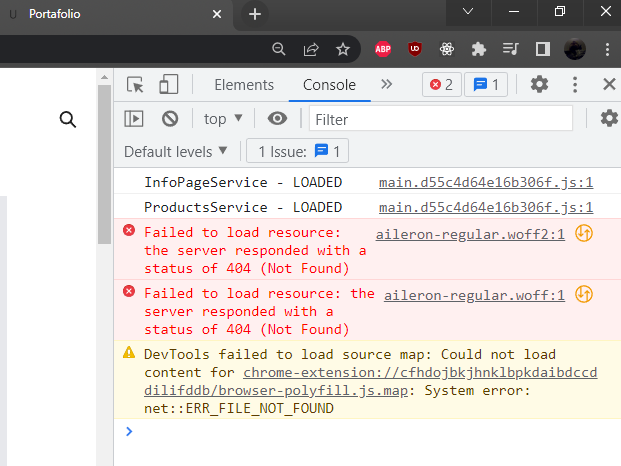 U Portafolio
ABP
UD
Elements Console 2 1
top Filter
Default levels 1 Issue: 1
InfoPageService - LOADED main.d55c4d64e16b306f.js:1
ProductsService - LOADED main.d55c4d64e16b306f.js:1
Failed to load resource: aileron-regular.woff2:1
the server responded with a
status of 404 (Not Found)
Failed to load resource: the aileron-regular.woff:1
server responded with a
status of 404 (Not Found)
DevTools failed to load source map: Could not load
content for chrome-extension://cfhdojbkjhnklbpkdaibdccd
dilifddb/browser-polyfill.js.map: System error:
net::ERR_FILE_NOT_FOUND